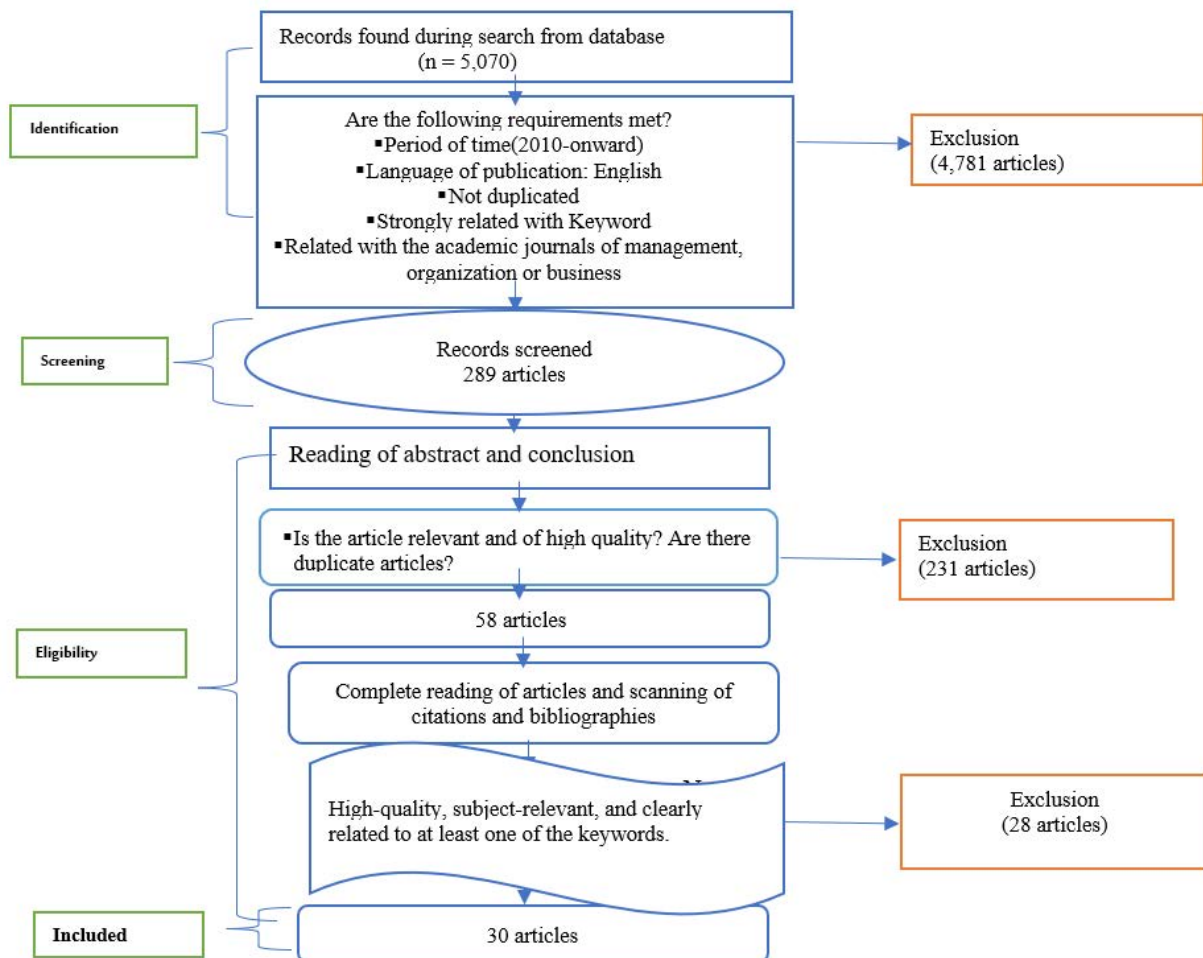 Records found during search from database
(n = 5,070)
Identification
Are the following requirements met?
▪Period of time(2010-onward)
▪Language of publication: English
▪Not duplicated
▪Strongly related with Keyword
▪Related with the academic journals of management,
organization or business
Exclusion
(4,781 articles)
Screening
Records screened
289 articles
Reading of abstract and conclusion
▪Is the article relevant and of high quality? Are there
duplicate articles?
Exclusion
(231 articles)
58 articles
Eligibility
Complete reading of articles and scanning of
citations and bibliographies
High-quality, subject-relevant, and clearly
related to at least one of the keywords.
Exclusion
(28 articles)
Included
30 articles